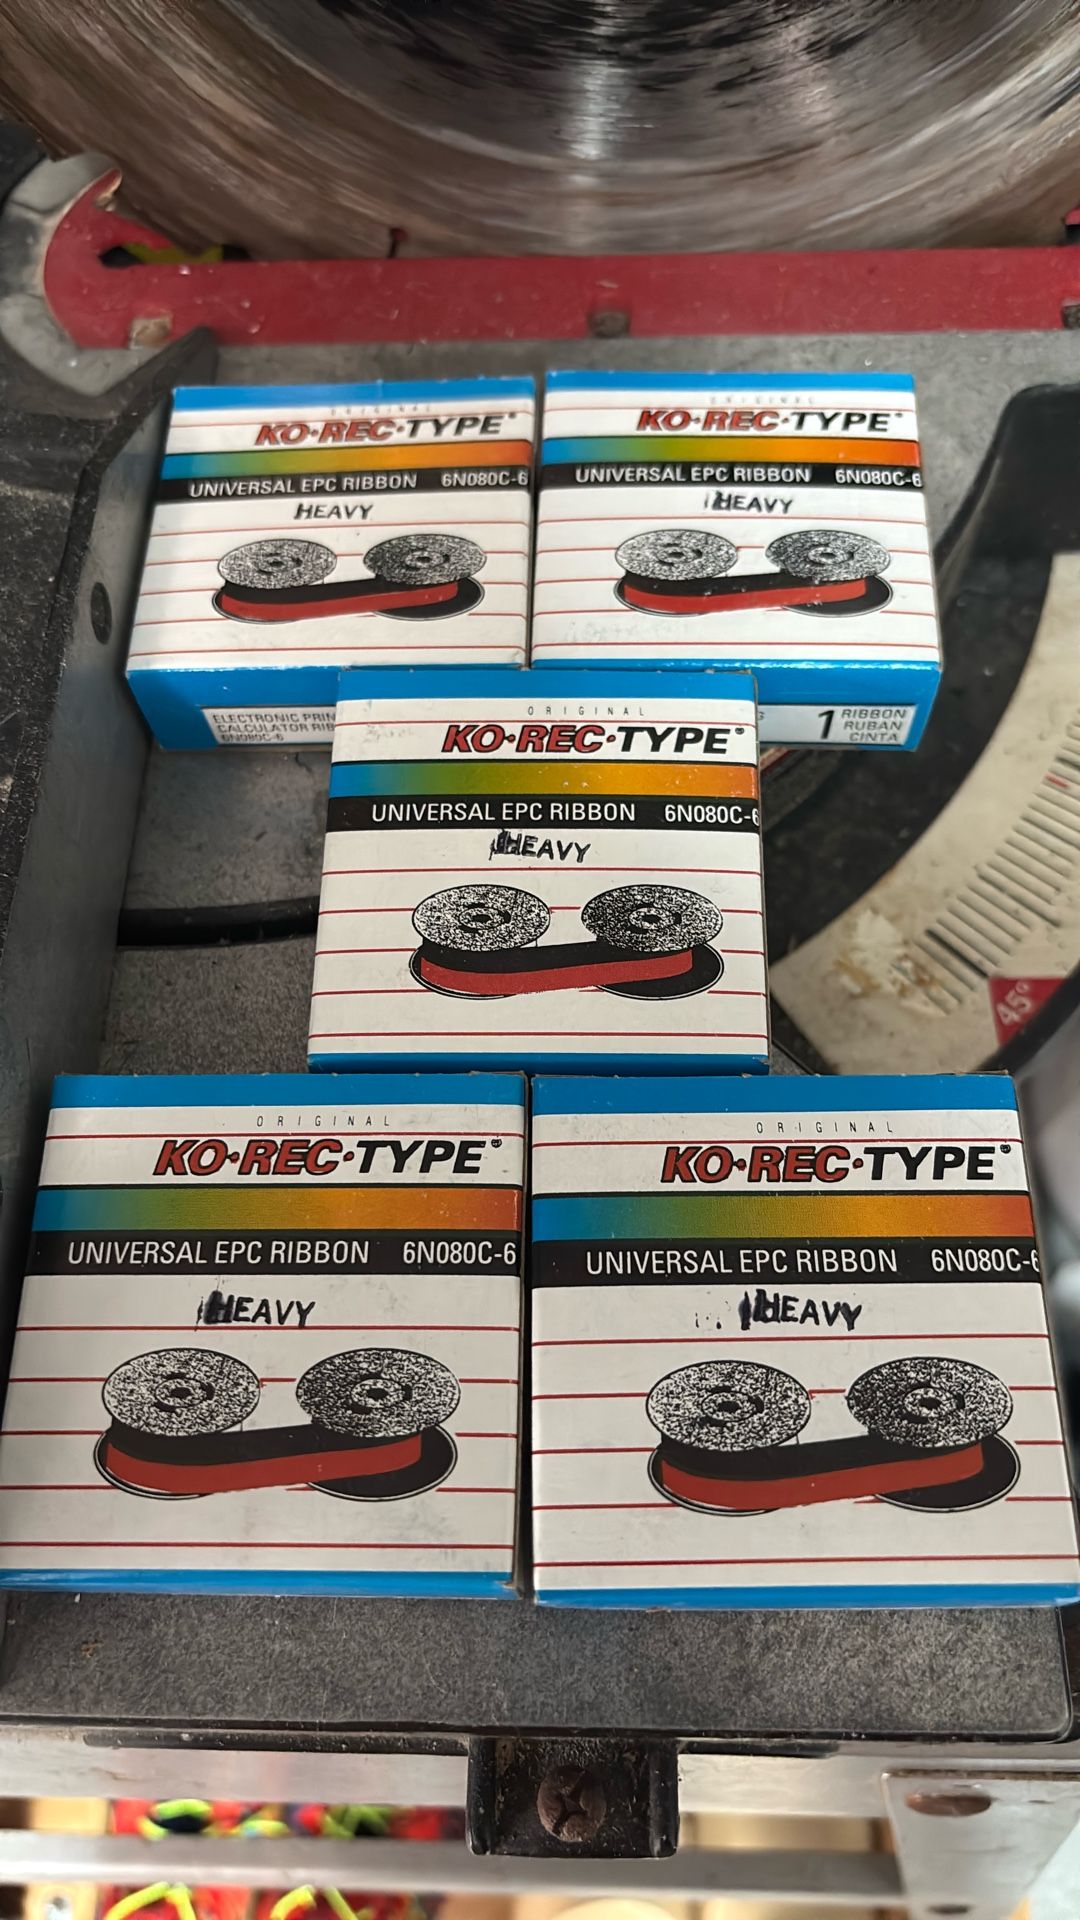 ORIGINAL
KO·REC·TYPE®
UNIVERSAL EPC RIBBON 6N080C-6
HEAVY
ELECTRONIC PRIN
CALCULATOR RIB
6N080C-6
ORIGINAL
KO·REC·TYPE®
UNIVERSAL EPC RIBBON 6N080C-6
HEAVY
1 RIBBON
RUBAN
CINTA
ORIGINAL
KO·REC·TYPE®
UNIVERSAL EPC RIBBON 6N080C-6
HEAVY
ORIGINAL
KO·REC·TYPE®
UNIVERSAL EPC RIBBON 6N080C-6
HEAVY
ORIGINAL
KO·REC·TYPE®
UNIVERSAL EPC RIBBON 6N080C-6
HEAVY
45°